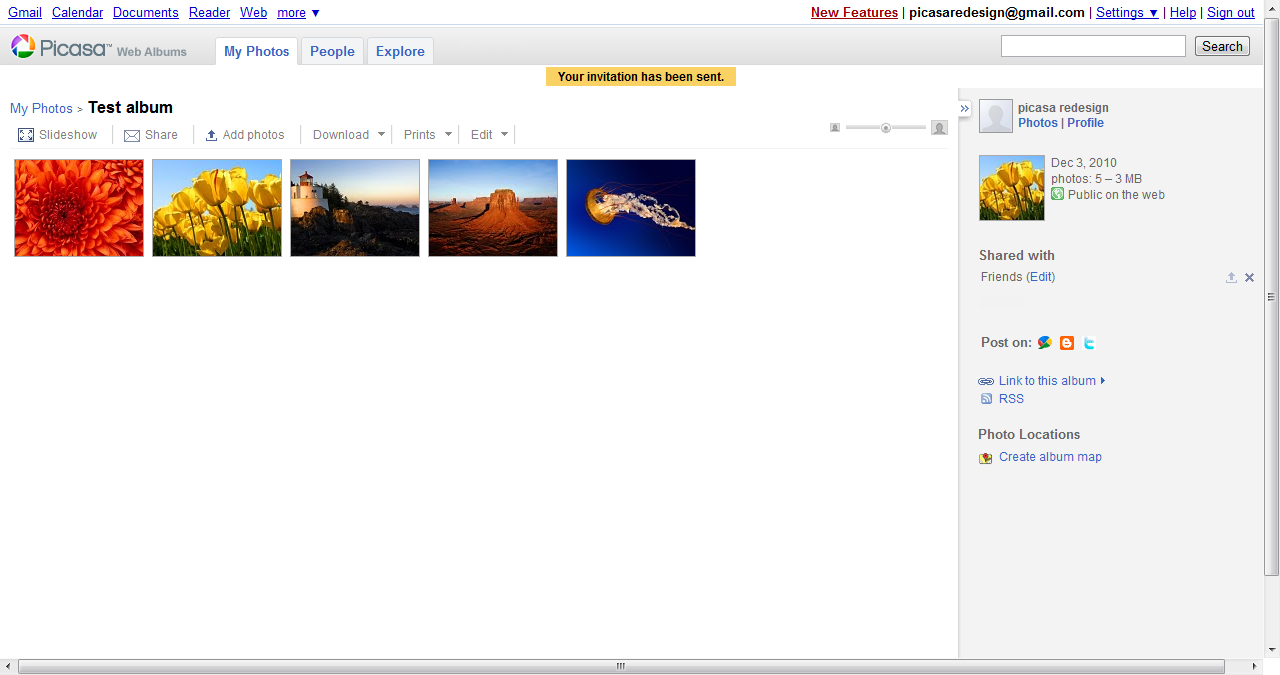 Gmail Calendar Documents Reader Web more ▼
New Features | picasaredesign@gmail.com | Settings ▼ | Help | Sign out
Picasa™ Web Albums
My Photos People Explore
Search
Your invitation has been sent.
My Photos > Test album
Slideshow Share Add photos Download Prints Edit
picasa redesign
Photos | Profile
Dec 3, 2010
photos: 5 – 3 MB
Public on the web
Shared with
Friends (Edit)
Post on:
Link to this album
RSS
Photo Locations
Create album map